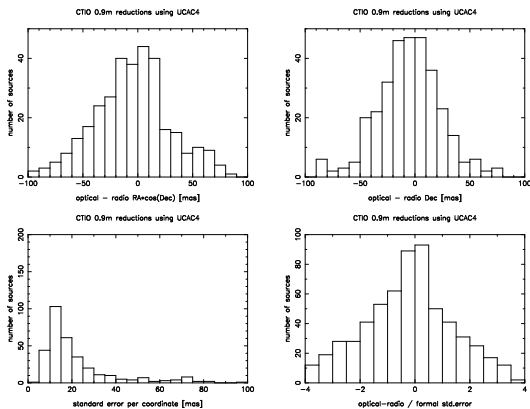 CTIO 0.9m reductions using UCAC4
number of sources
0 20 40
-100 -50 0 50 100
optical - radio RA*cos(Dec) [mas]
CTIO 0.9m reductions using UCAC4
number of sources
0 20 40
-100 -50 0 50 100
optical - radio Dec [mas]
CTIO 0.9m reductions using UCAC4
number of sources
0 50 100 150 200
0 20 40 60 80 100
standard error per coordinate [mas]
CTIO 0.9m reductions using UCAC4
number of sources
0 50 100
-4 -2 0 2 4
optical-radio / formal std.error